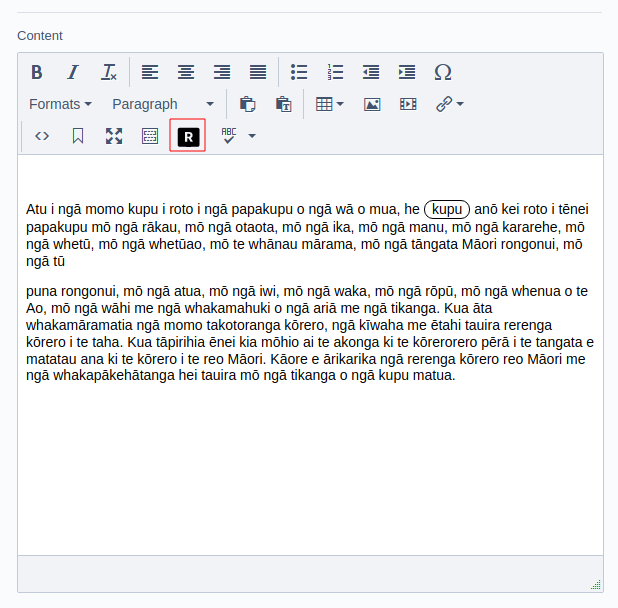 Content
B I Tx Ω
Formats Paragraph
R ABC
Atu i ngā momo kupu i roto i ngā papakupu o ngā wā o mua, he kupu anō kei roto i tēnei
papakupu mō ngā rākau, mō ngā otaota, mō ngā ika, mō ngā manu, mō ngā kararehe, mō
ngā whetū, mō ngā whetūao, mō te whānau mārama, mō ngā tāngata Māori rongonui, mō
ngā tū
puna rongonui, mō ngā atua, mō ngā iwi, mō ngā waka, mō ngā rōpū, mō ngā whenua o te
Ao, mō ngā wāhi me ngā whakamahuki o ngā ariā me ngā tikanga. Kua āta
whakamāramatia ngā momo takotoranga kōrero, ngā kīwaha me ētahi tauira rerenga
kōrero i te taha. Kua tāpirihia ēnei kia mōhio ai te akonga ki te kōrerorero pērā i te tangata e
matatau ana ki te kōrero i te reo Māori. Kāore e ārikarika ngā rerenga kōrero reo Māori me
ngā whakapākehātanga hei tauira mō ngā tikanga o ngā kupu matua.